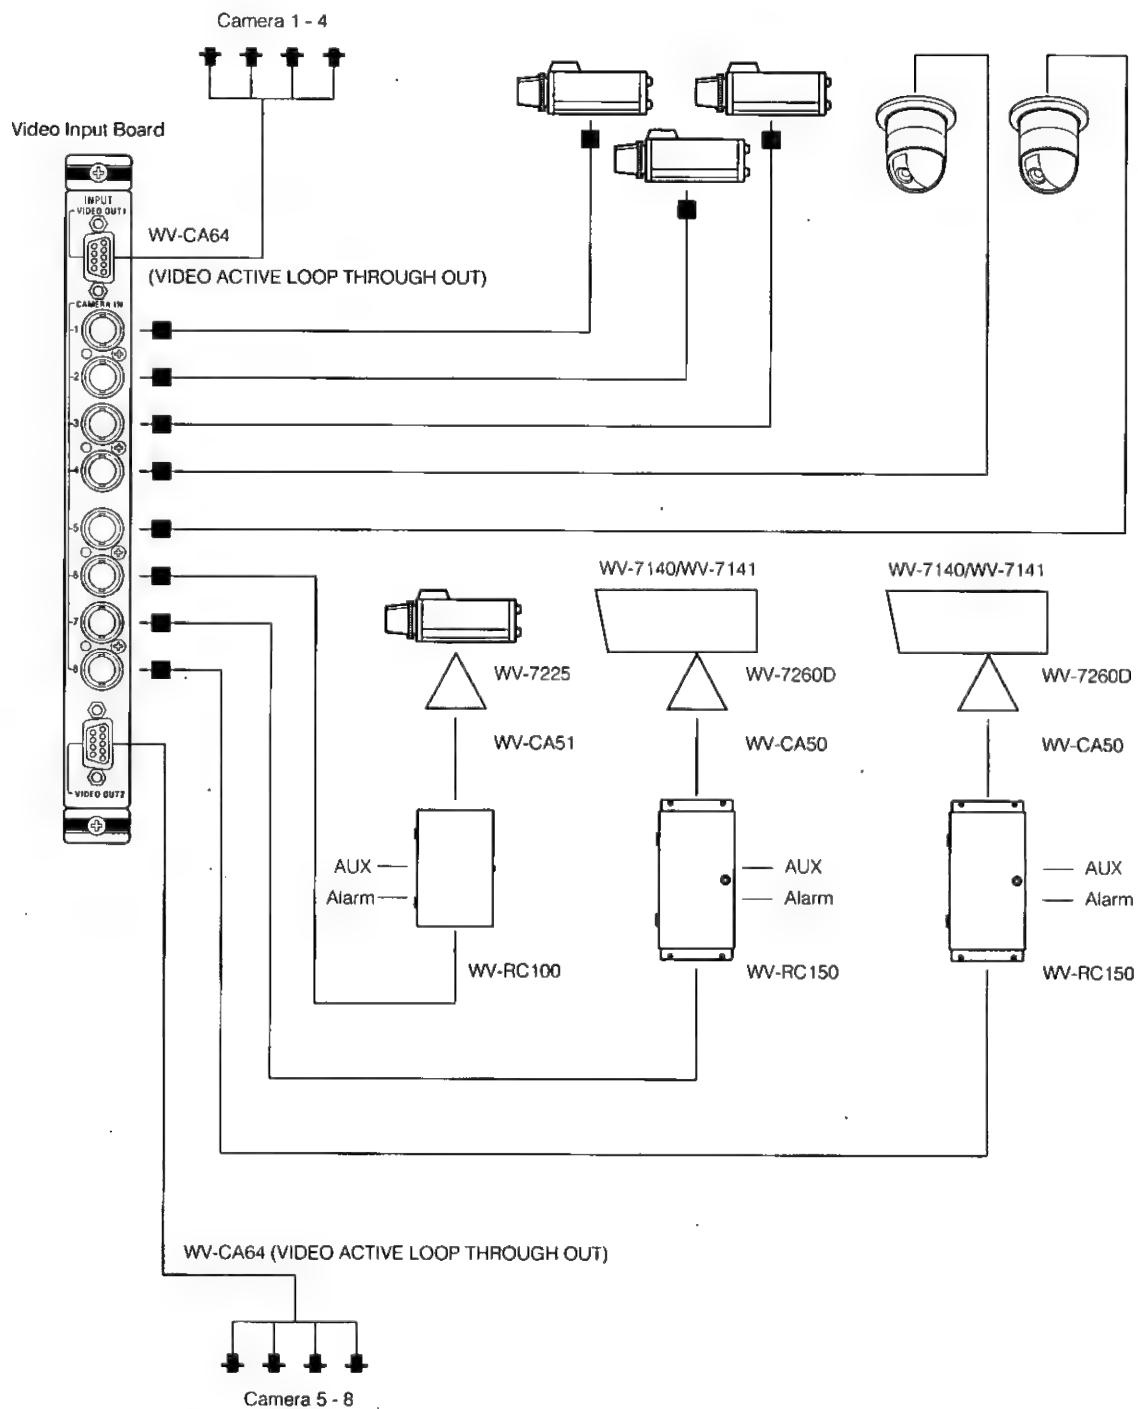 Camera 1 - 4
Video Input Board
INPUT
VIDEO OUT1
WV-CA64
(VIDEO ACTIVE LOOP THROUGH OUT)
CAMERA IN
1
2
3
4
5
6
7
8
VIDEO OUT2
WV-7140/WV-7141
WV-7140/WV-7141
WV-7225
WV-7260D
WV-7260D
WV-CA51
WV-CA50
WV-CA50
AUX
AUX
AUX
Alarm
Alarm
Alarm
WV-RC100
WV-RC150
WV-RC150
WV-CA64 (VIDEO ACTIVE LOOP THROUGH OUT)
Camera 5 - 8